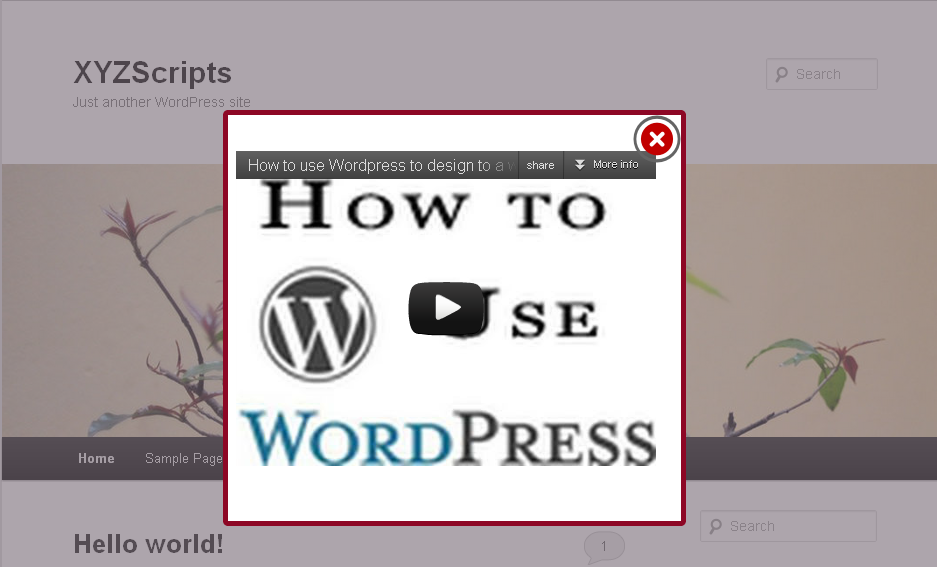 XYZScripts
Just another WordPress site
Search
How to use Wordpress to design to a w
share
More info
HOW TO
W USE
WORDPRESS
Home
Sample Page
Search
Hello world!
1